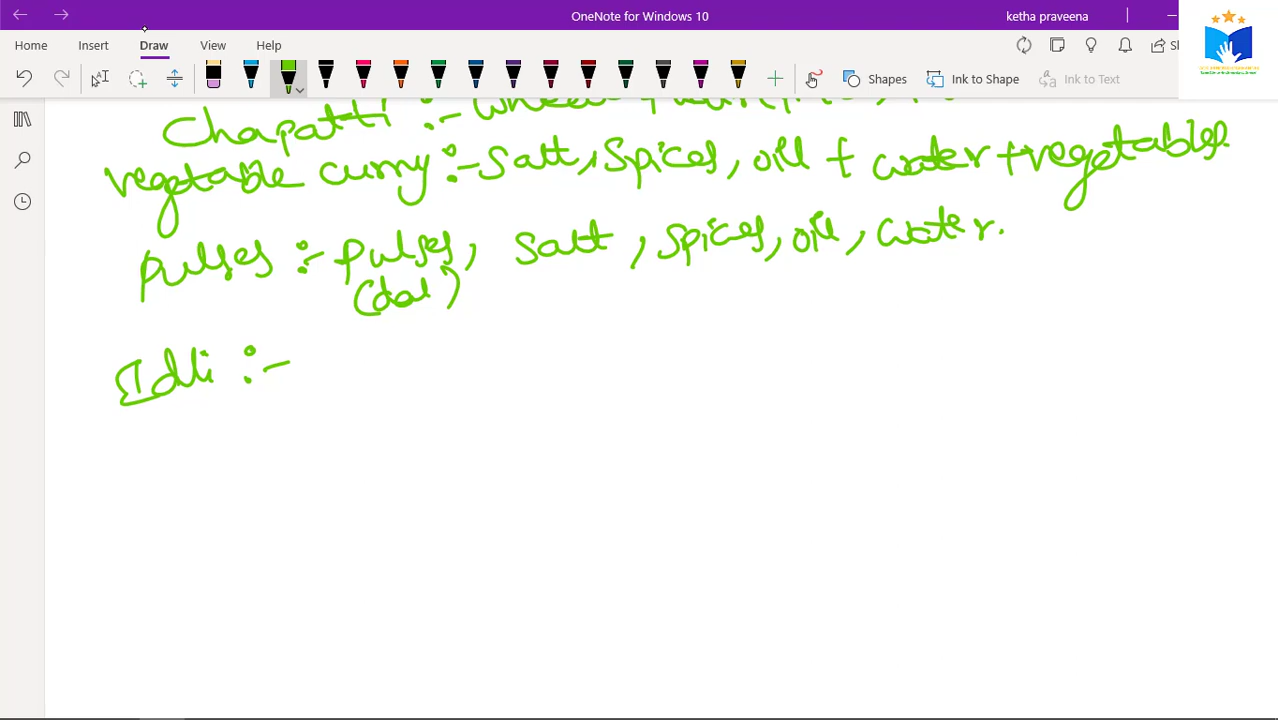 OneNote for Windows 10
ketha praveena
Home
Insert
Draw
View
Help
Shapes
Ink to Shape
Ink to Text
Chapatti :-
vegetable curry :- Salt, Spices, oil + water + vegetables.
pulses :- pulses, Salt, Spices, oil, water.
(dal)
Idli :-